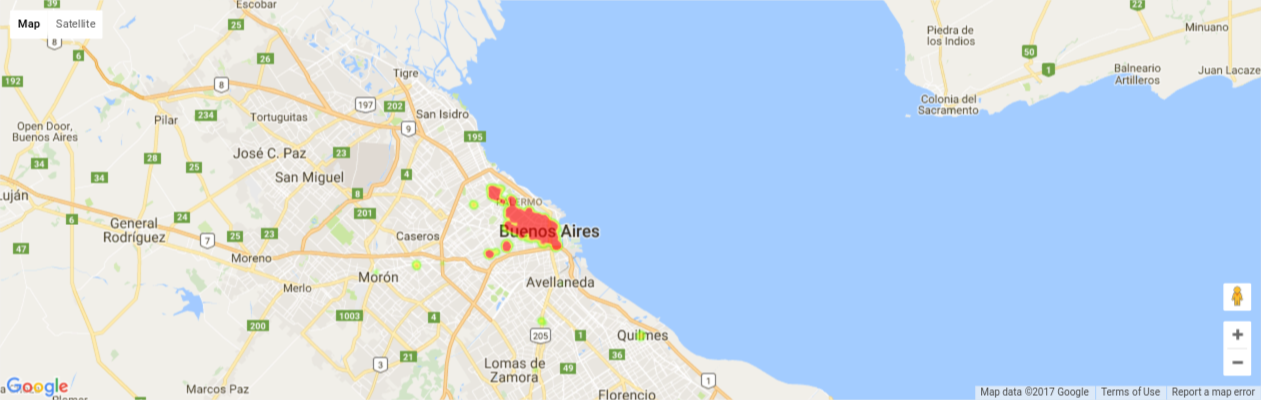 39
Escobar
22
Map Satellite
25
Minuano
Piedra de
los Indios
8
6
26
50
1
Tigre
Balneario
Artilleros
Juan Lacaze
192
8
197
202
Colonia del
Sacramento
Pilar
234
Tortuguitas
San Isidro
9
Open Door,
Buenos Aires
195
34
28
José C. Paz
23
25
34
San Miguel
4
8
Luján
6
24
201
General
Rodríguez
7
25
23
Caseros
Buenos Aires
47
Moreno
Morón
Merlo
Avellaneda
200
1003
4
205
1
Quilmes
36
3
21
Lomas de
Zamora
49
1
Google
Marcos Paz
Florencio
Map data ©2017 Google
Terms of Use
Report a map error